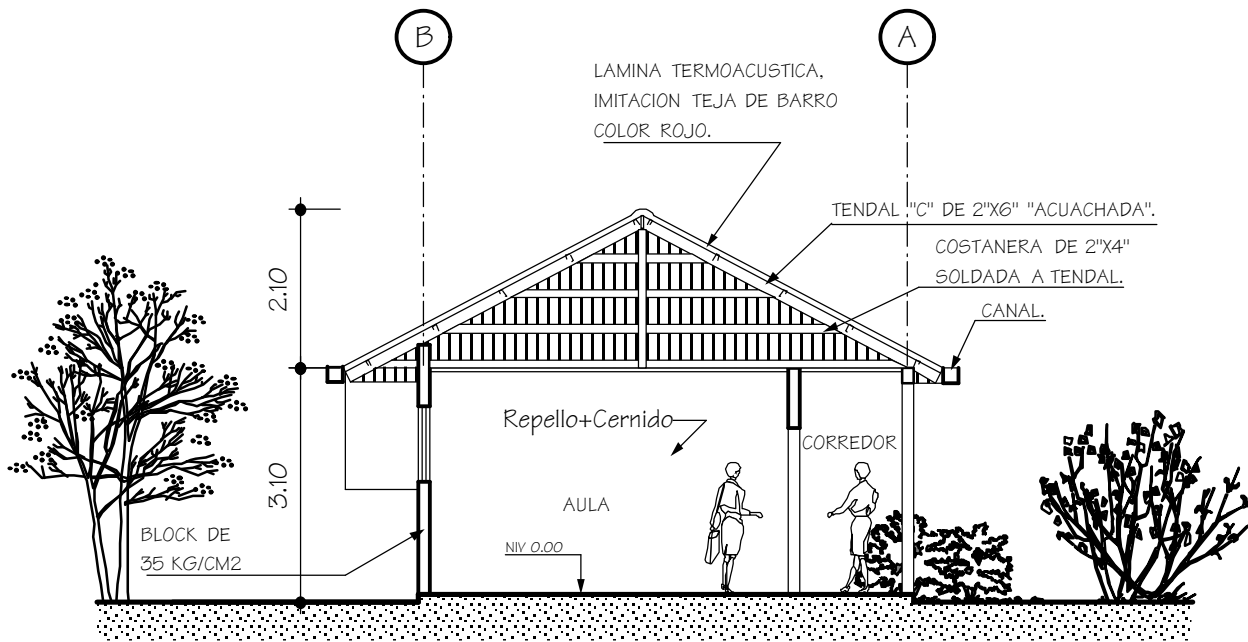 B
A
LAMINA TERMOACUSTICA,
IMITACION TEJA DE BARRO
COLOR ROJO.
TENDAL "C" DE 2"X6" "ACUACHADA".
COSTANERA DE 2"X4"
SOLDADA A TENDAL.
CANAL.
2.10
3.10
Repello+Cernido
CORREDOR
AULA
BLOCK DE
35 KG/CM2
NIV 0.00